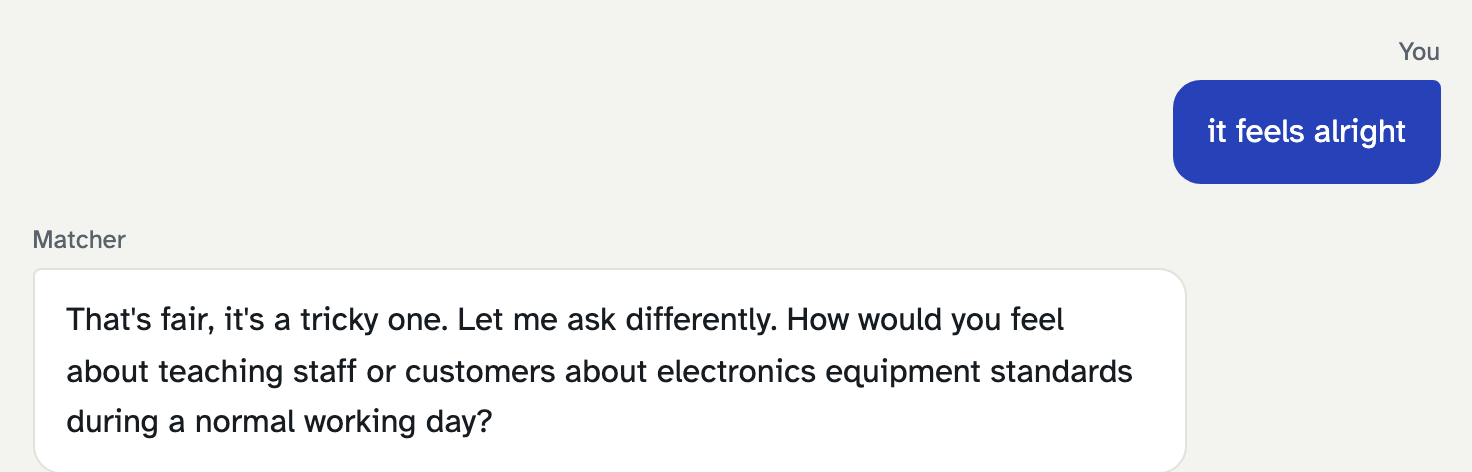 You
it feels alright
Matcher
That's fair, it's a tricky one. Let me ask differently. How would you feel
about teaching staff or customers about electronics equipment standards
during a normal working day?